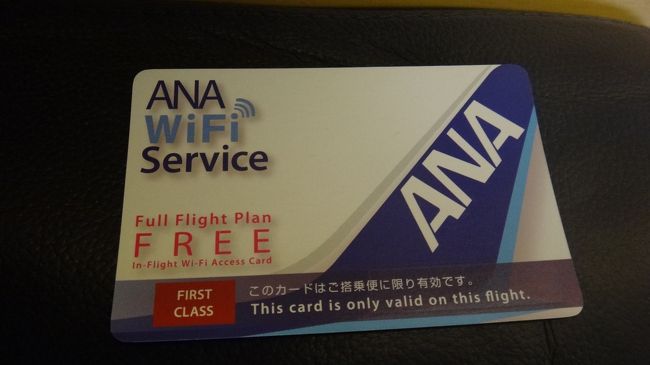 ANA
WiFi
Service
ANA
Full Flight Plan
FREE
In-Flight Wi-Fi Access Card
FIRST
CLASS
このカードはご搭乗便に限り有効です。
This card is only valid on this flight.